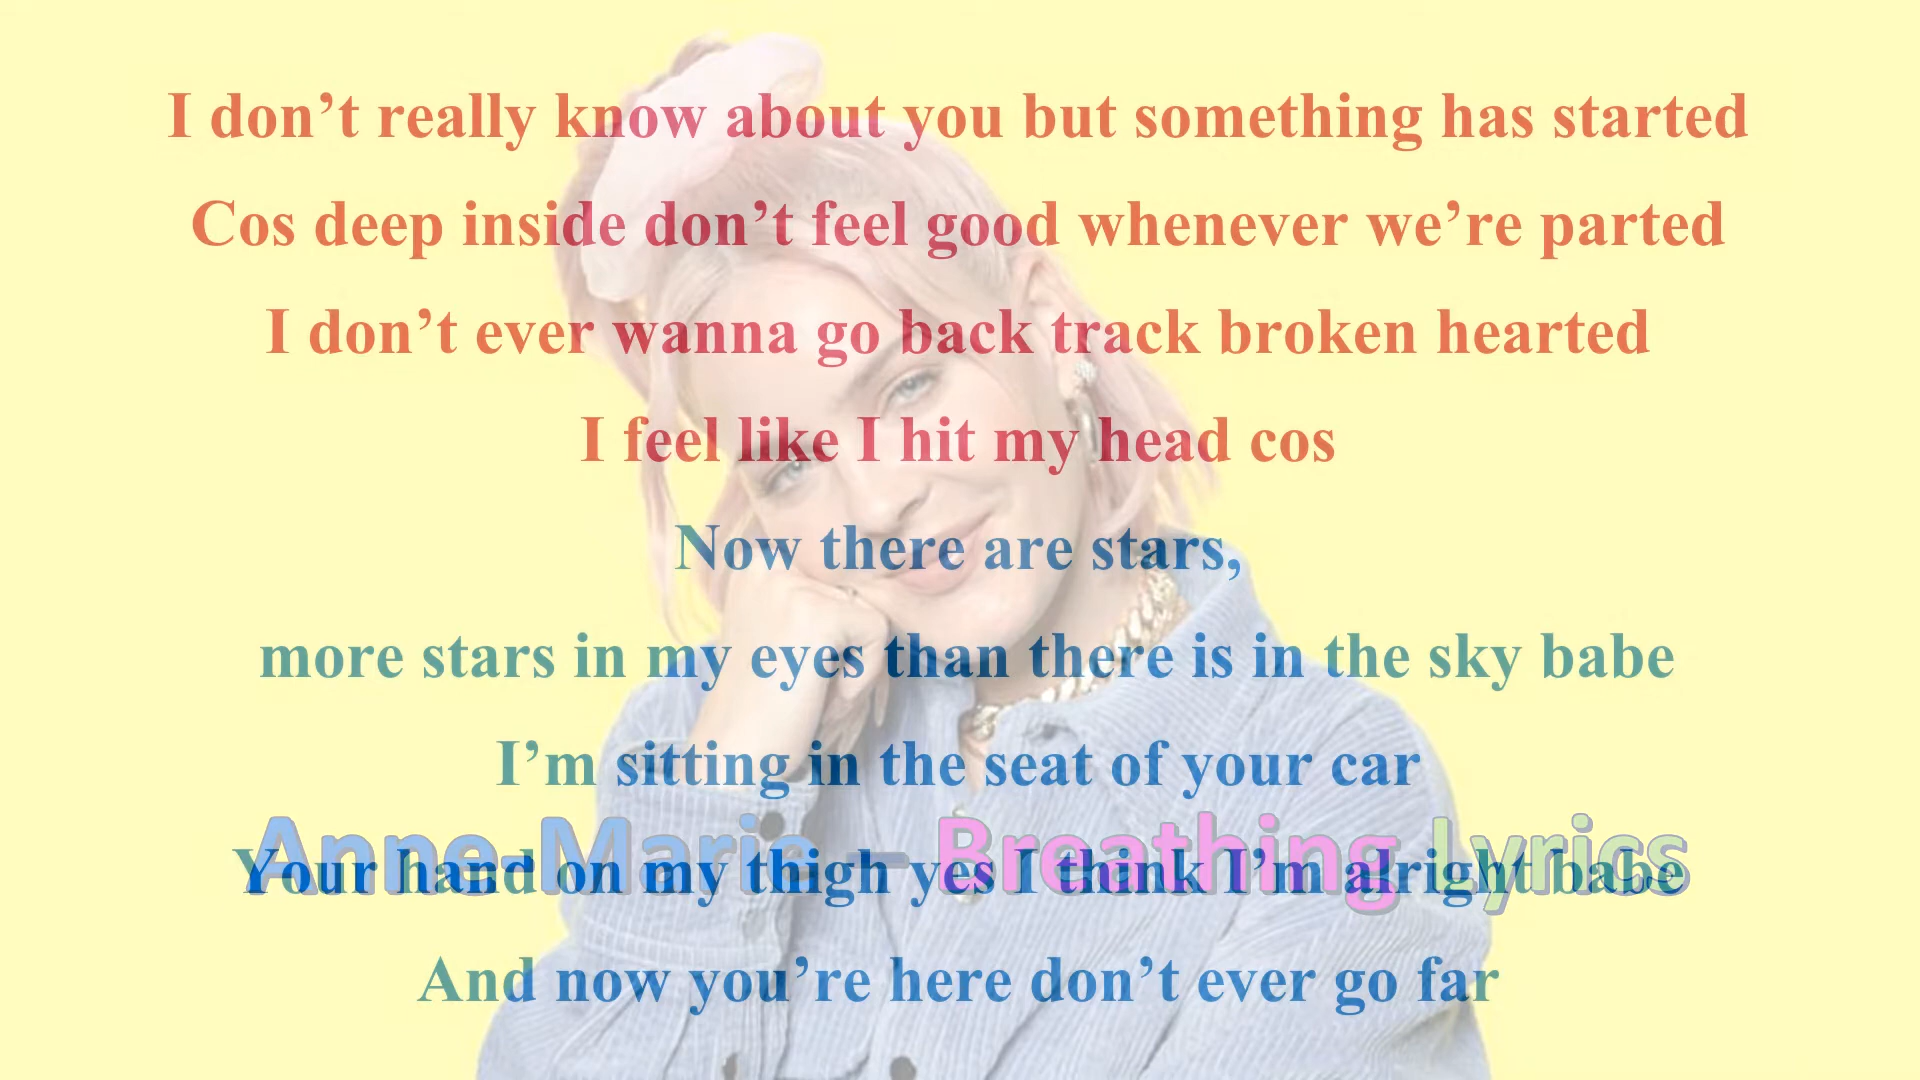 I don’t really know about you but something has started
Cos deep inside don’t feel good whenever we’re parted
I don’t ever wanna go back track broken hearted
I feel like I hit my head cos
Now there are stars,
more stars in my eyes than there is in the sky babe
I’m sitting in the seat of your car
Anne-Marie – Breathing Lyrics
Your hand on my thigh yes I think I’m alright babe
And now you’re here don’t ever go far